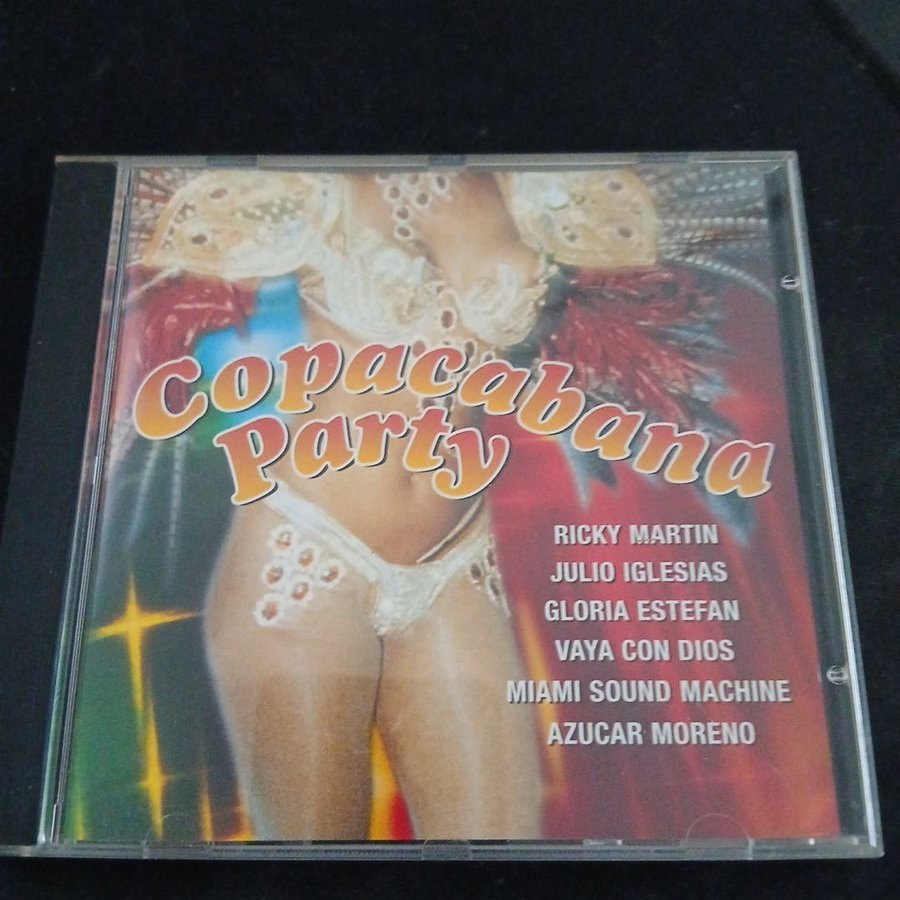 Copacabana
Party
RICKY MARTIN
JULIO IGLESIAS
GLORIA ESTEFAN
VAYA CON DIOS
MIAMI SOUND MACHINE
AZUCAR MORENO